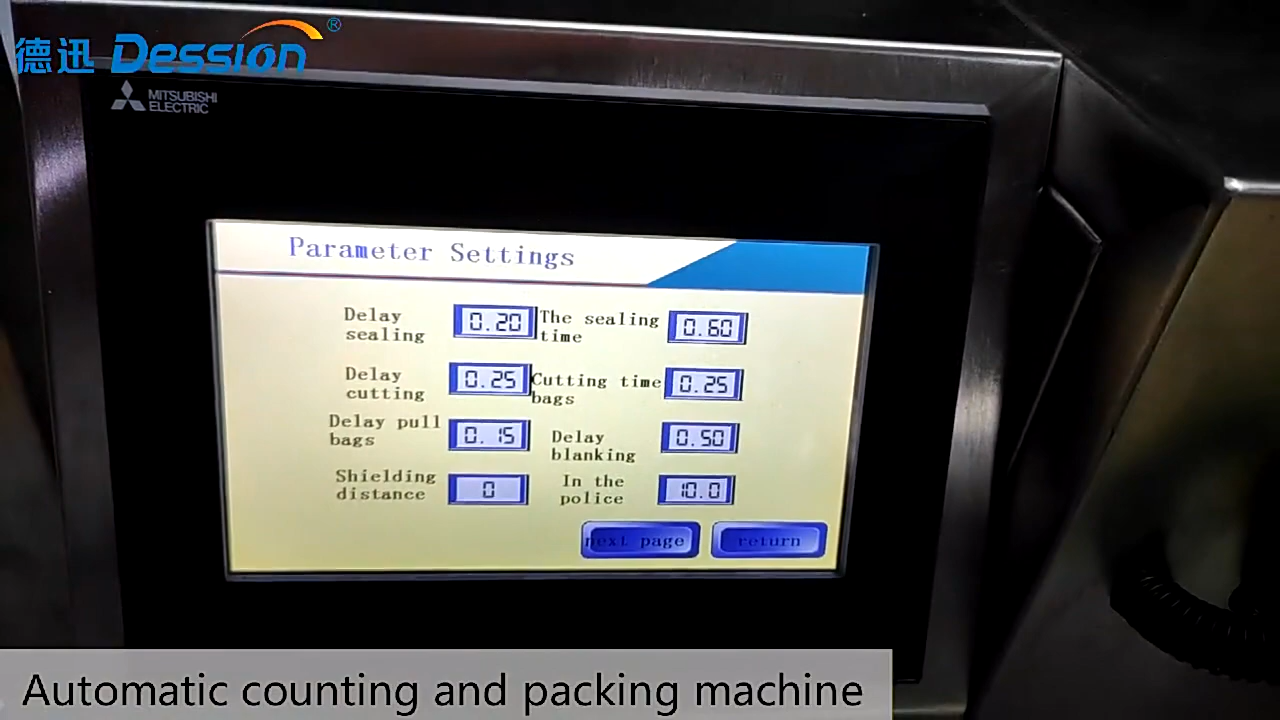 德迅 Dession®
MITSUBISHI
ELECTRIC
Parameter Settings
Delay
sealing
0.20
The sealing
time
0.60
Delay
cutting
0.25
Cutting time
bags
0.25
Delay pull
bags
0.15
Delay
blanking
0.50
Shielding
distance
0
In the
police
10.0
next page
return
Automatic counting and packing machine